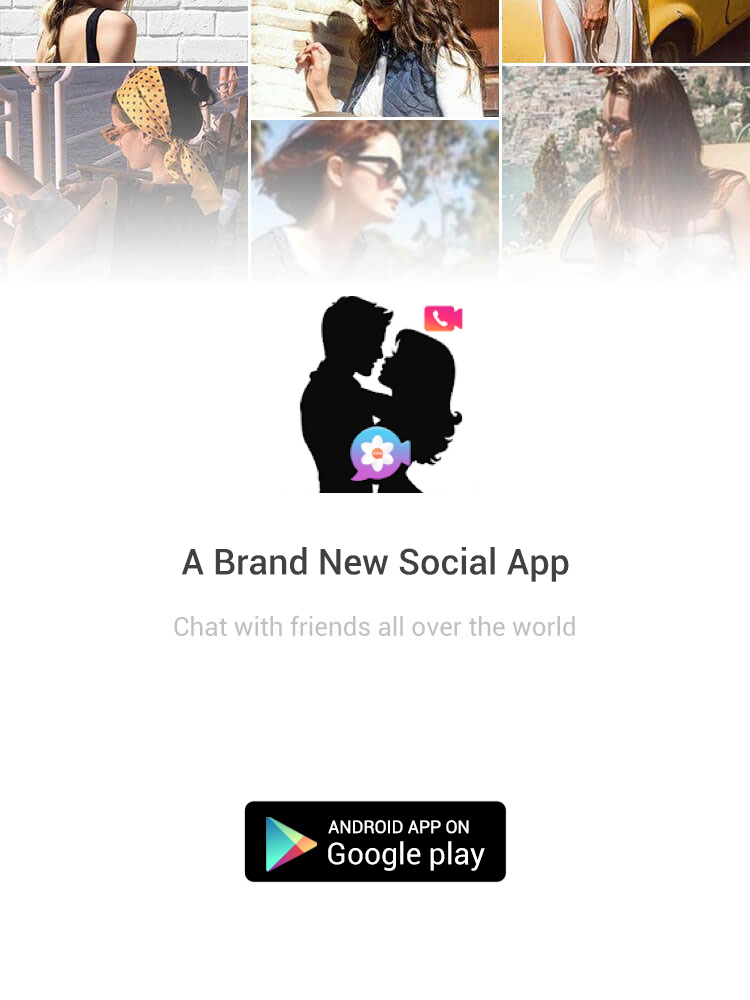 A Brand New Social App
Chat with friends all over the world
ANDROID APP ON
Google play